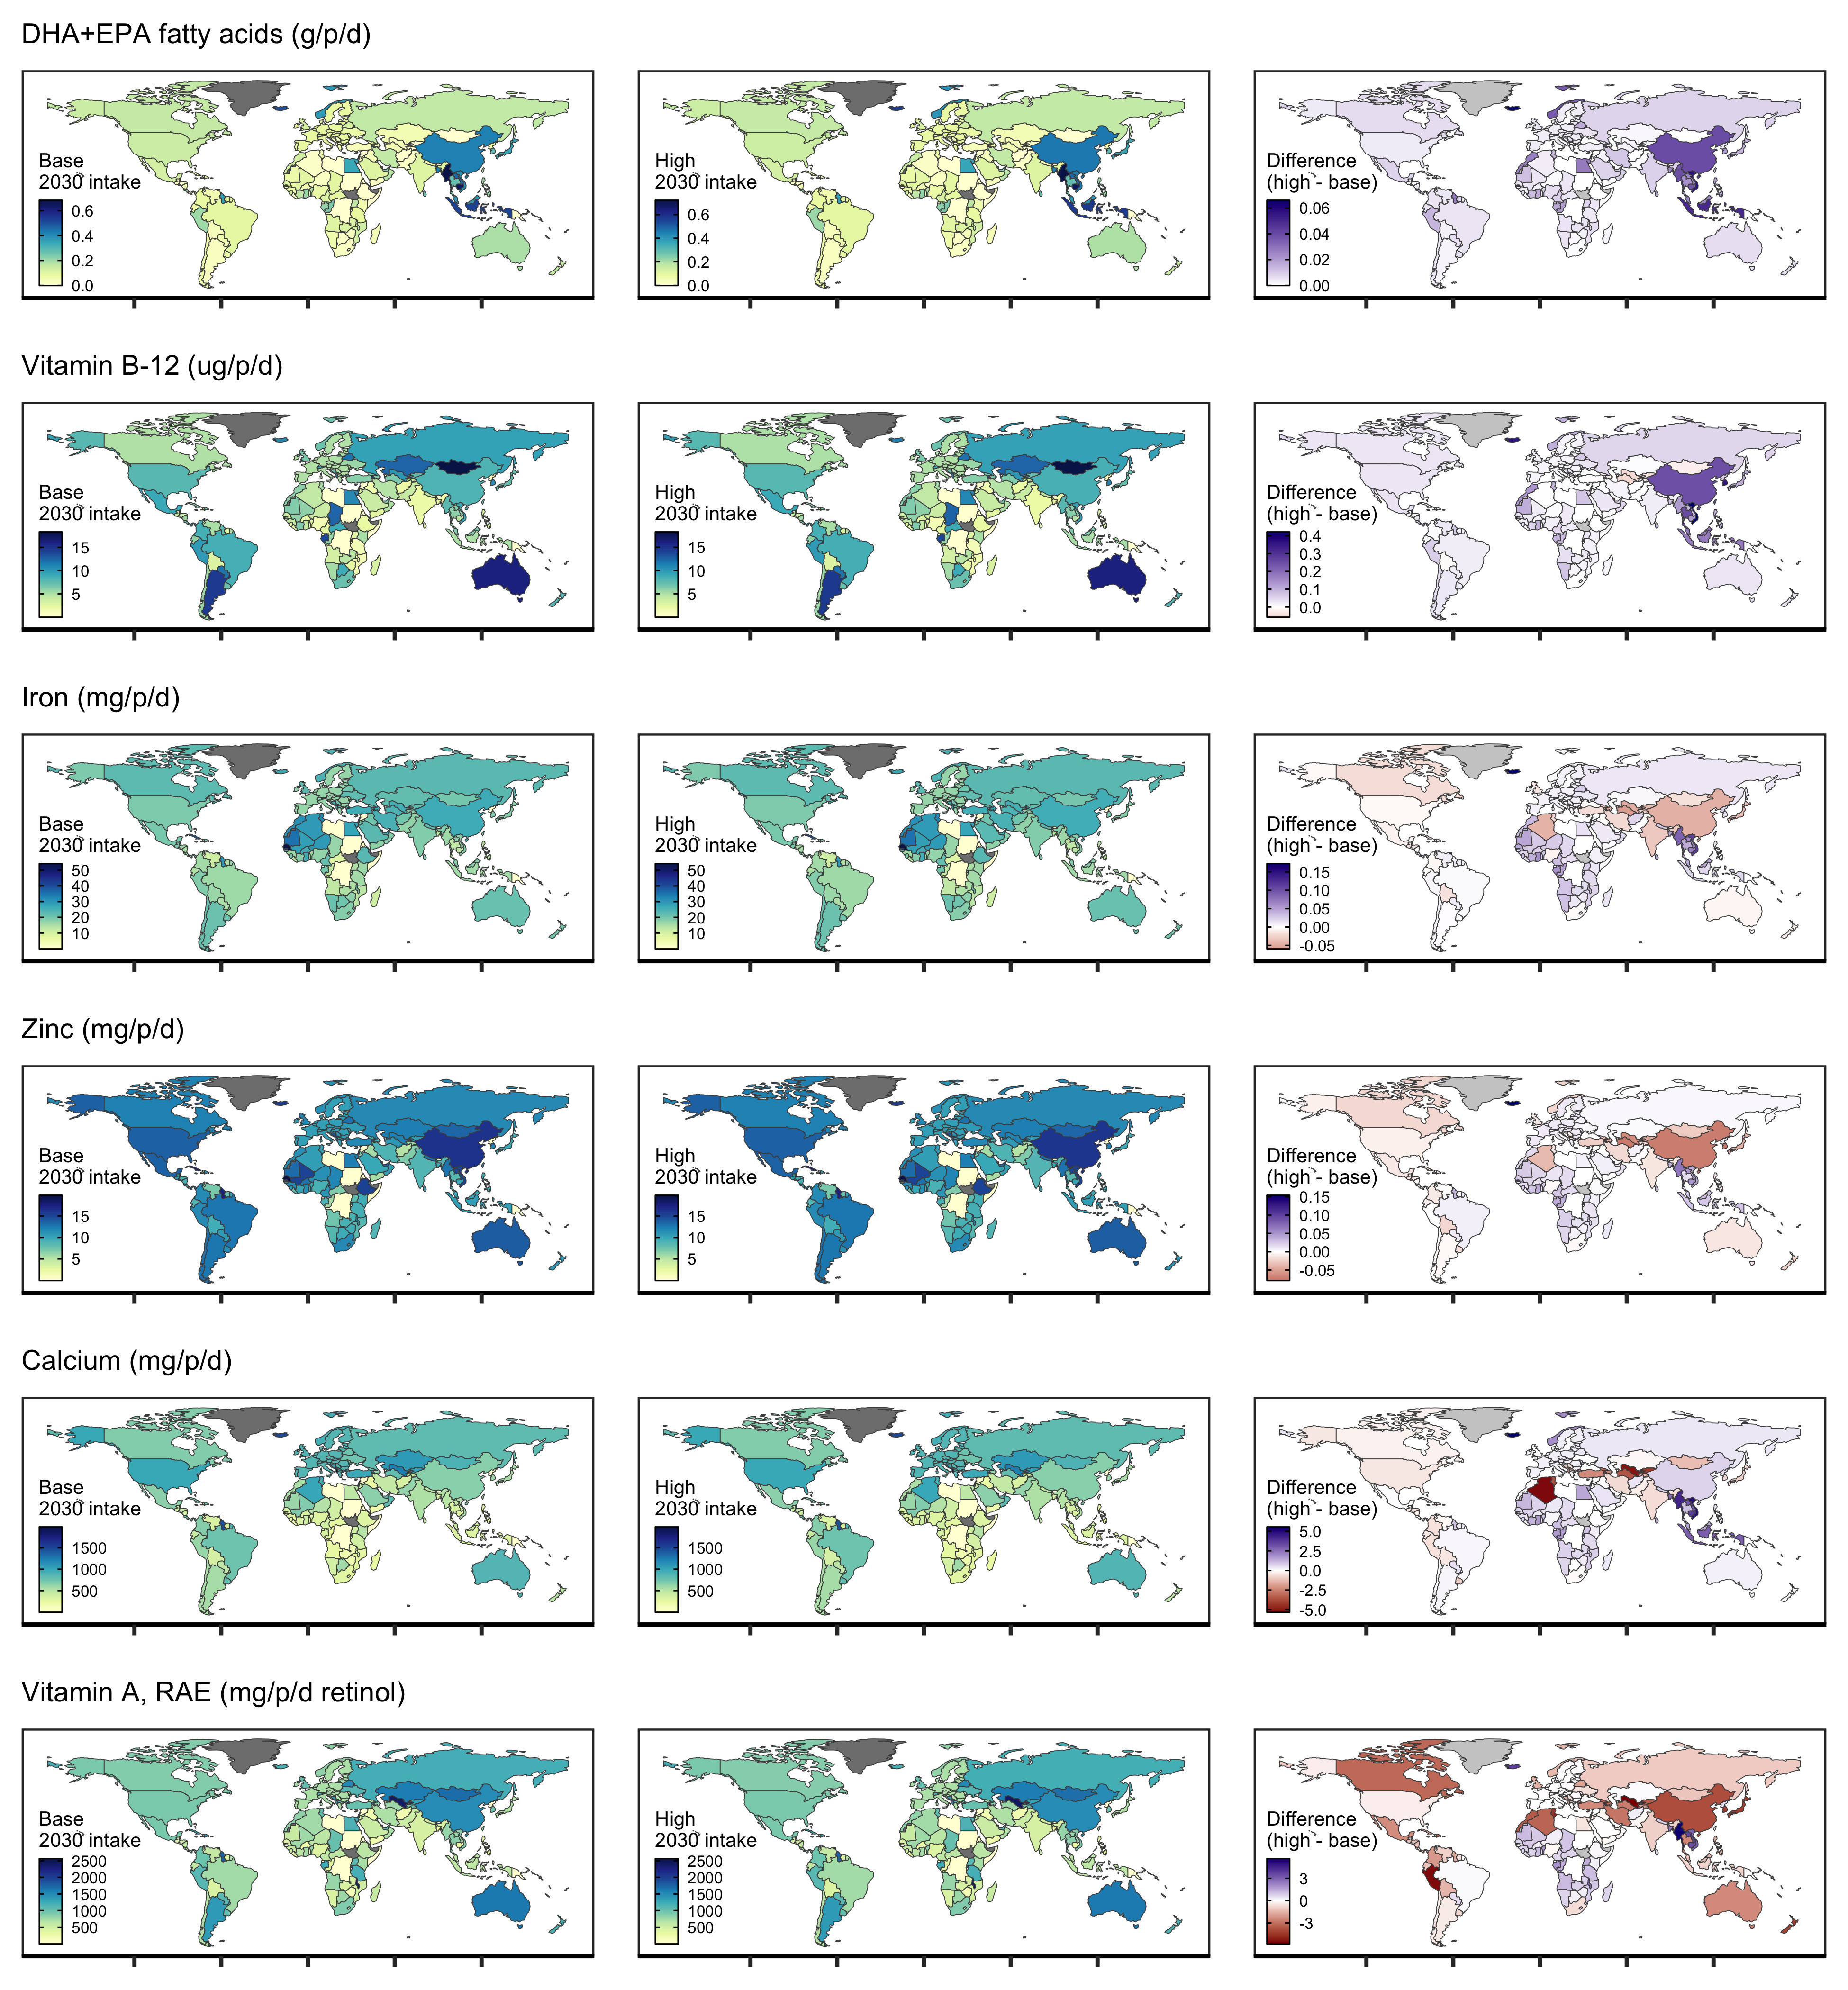 DHA+EPA fatty acids (g/p/d)
Base
2030 intake
0.6
0.4
0.2
0.0
High
2030 intake
0.6
0.4
0.2
0.0
Difference
(high - base)
0.06
0.04
0.02
0.00
Vitamin B-12 (ug/p/d)
Base
2030 intake
15
10
5
High
2030 intake
15
10
5
Difference
(high - base)
0.4
0.3
0.2
0.1
0.0
Iron (mg/p/d)
Base
2030 intake
50
40
30
20
10
High
2030 intake
50
40
30
20
10
Difference
(high - base)
0.15
0.10
0.05
0.00
-0.05
Zinc (mg/p/d)
Base
2030 intake
15
10
5
High
2030 intake
15
10
5
Difference
(high - base)
0.15
0.10
0.05
0.00
-0.05
Calcium (mg/p/d)
Base
2030 intake
1500
1000
500
High
2030 intake
1500
1000
500
Difference
(high - base)
5.0
2.5
0.0
-2.5
-5.0
Vitamin A, RAE (mg/p/d retinol)
Base
2030 intake
2500
2000
1500
1000
500
High
2030 intake
2500
2000
1500
1000
500
Difference
(high - base)
3
0
-3